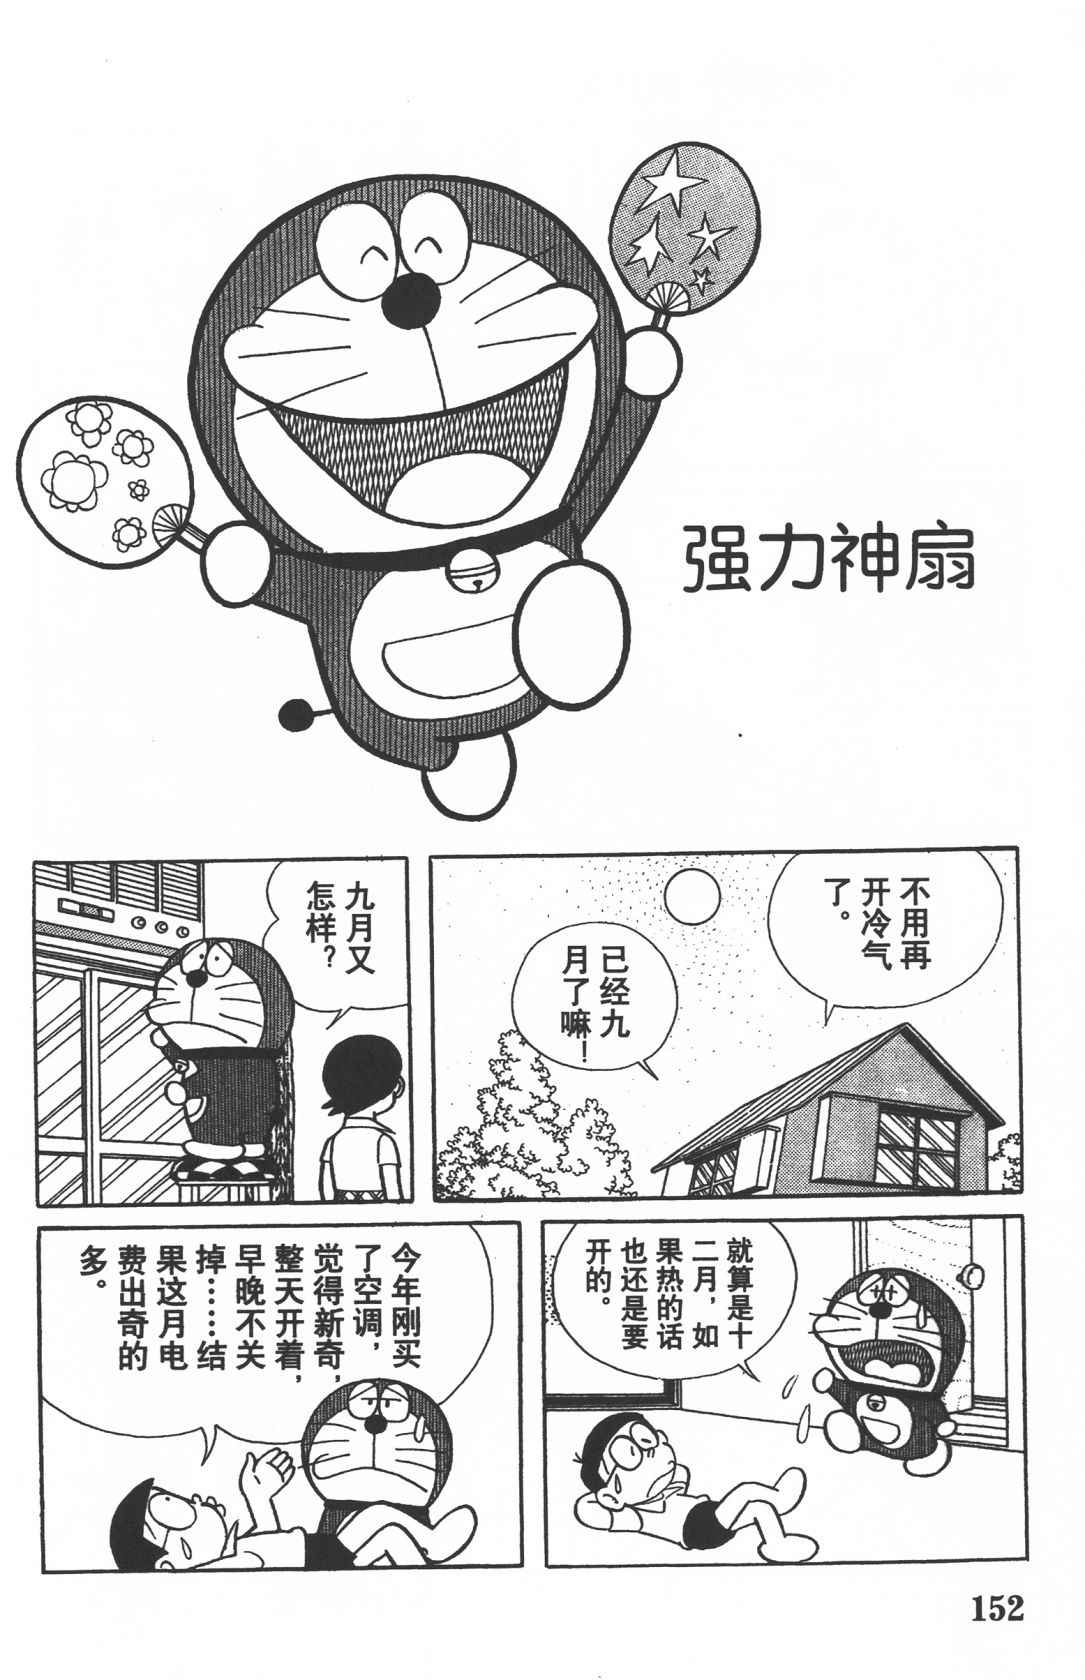 强力神扇
不用再
开冷气
了。
已经九
月了嘛!
九月又
怎样?
就算是十
二月，如
果热的话
也还是要
开的。
今年刚买
了空调，
觉得新奇，
整天开着，
早晚不关
掉……结
果这月电
费出奇的
多。
152